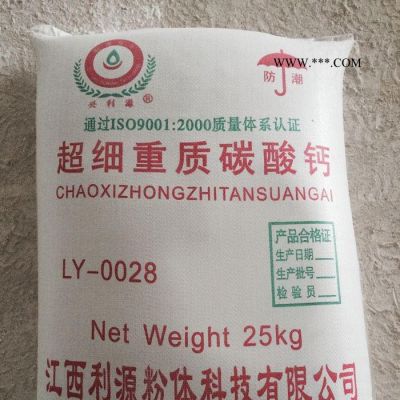 www.***.com
兴利源®
防潮
通过ISO9001:2000质量体系认证
超细重质碳酸钙
CHAOXIZHONGZHITANSUANGAI
产品合格证
生产日期
生产批号
检验员
LY-0028
Net Weight 25kg
江西利源粉体科技有限公司